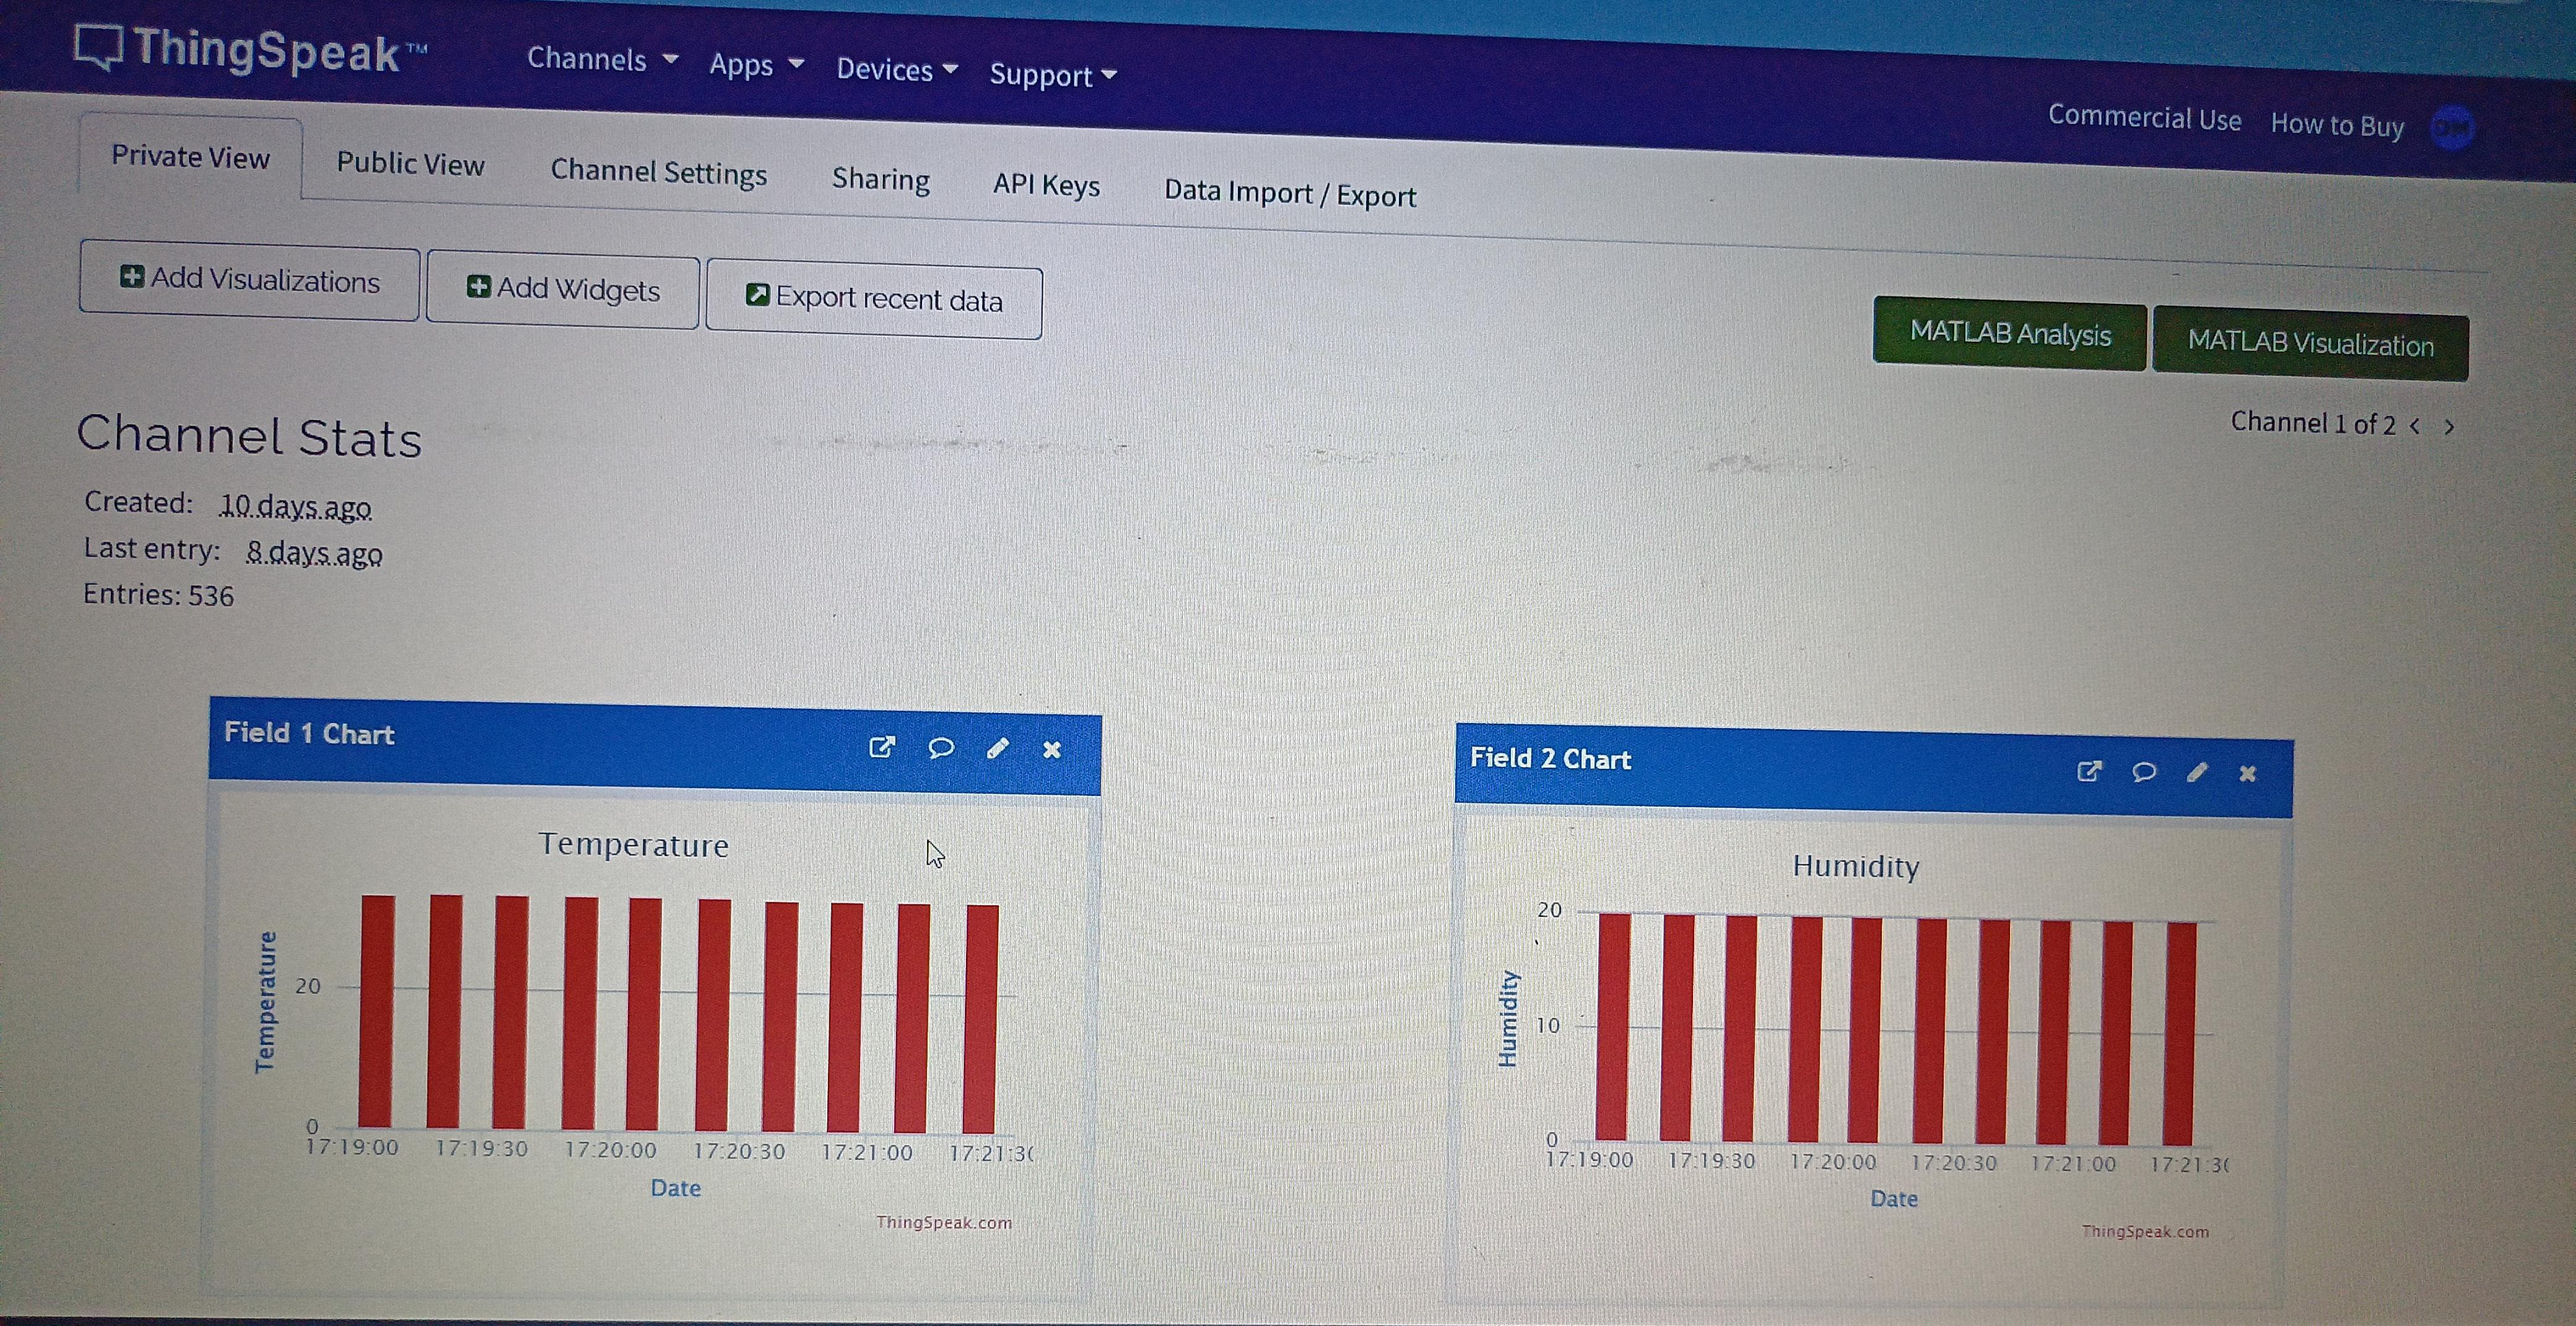 ThingSpeak™
Channels Apps Devices Support
Commercial Use How to Buy
Private View Public View Channel Settings Sharing API Keys Data Import / Export
Add Visualizations Add Widgets Export recent data
MATLAB Analysis MATLAB Visualization
Channel Stats
Channel 1 of 2 < >
Created: 10 days ago
Last entry: 8 days ago
Entries: 536
Field 1 Chart
Temperature
Temperature
20
0
17:19:00 17:19:30 17:20:00 17:20:30 17:21:00 17:21:3(
Date
ThingSpeak.com
Field 2 Chart
Humidity
Humidity
20
10
0
17:19:00 17:19:30 17:20:00 17:20:30 17:21:00 17:21:3(
Date
ThingSpeak.com